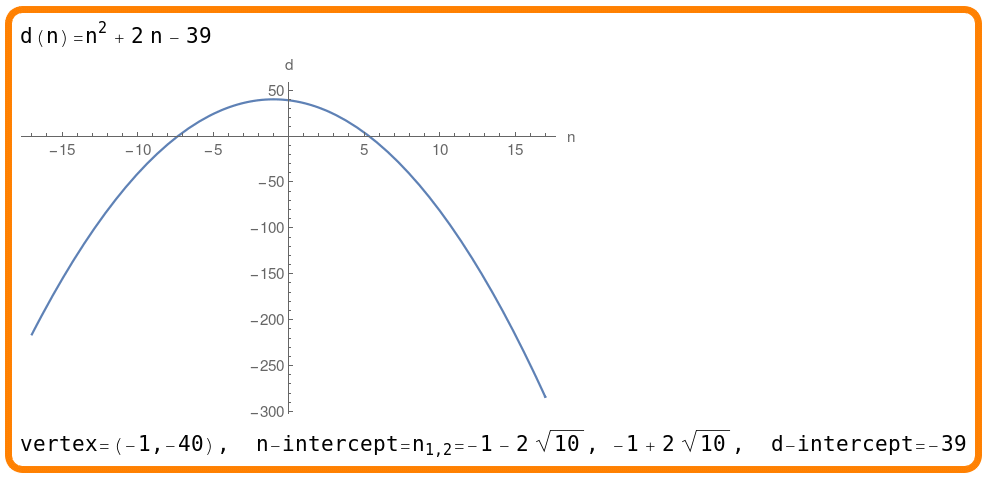 d(n)=n² + 2 n − 39
d
50
n
−15 −10 −5 5 10 15
−50
−100
−150
−200
−250
−300
vertex=(−1,−40), n−intercept=n₁,₂=−1 − 2 √10, −1 + 2 √10, d−intercept=−39